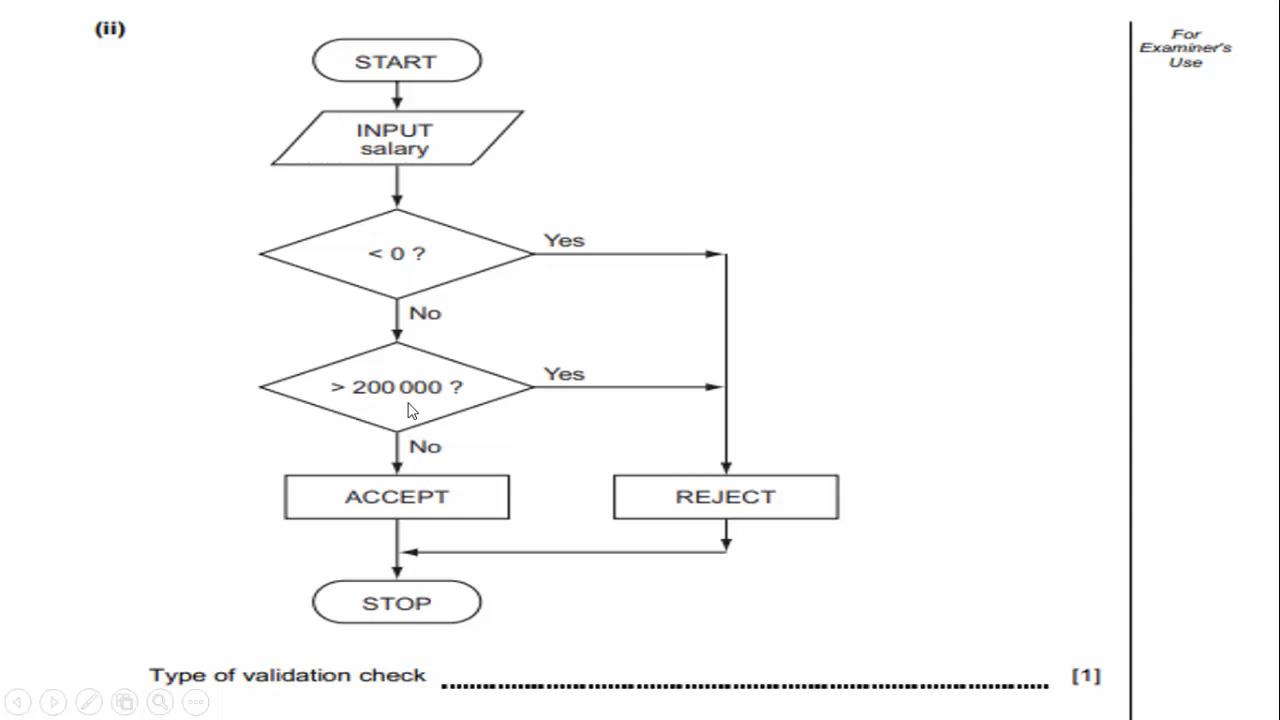 (ii)
For
Examiner's
Use
START
INPUT
salary
< 0 ?
Yes
No
> 200 000 ?
Yes
No
ACCEPT
REJECT
STOP
Type of validation check ........................................ [1]